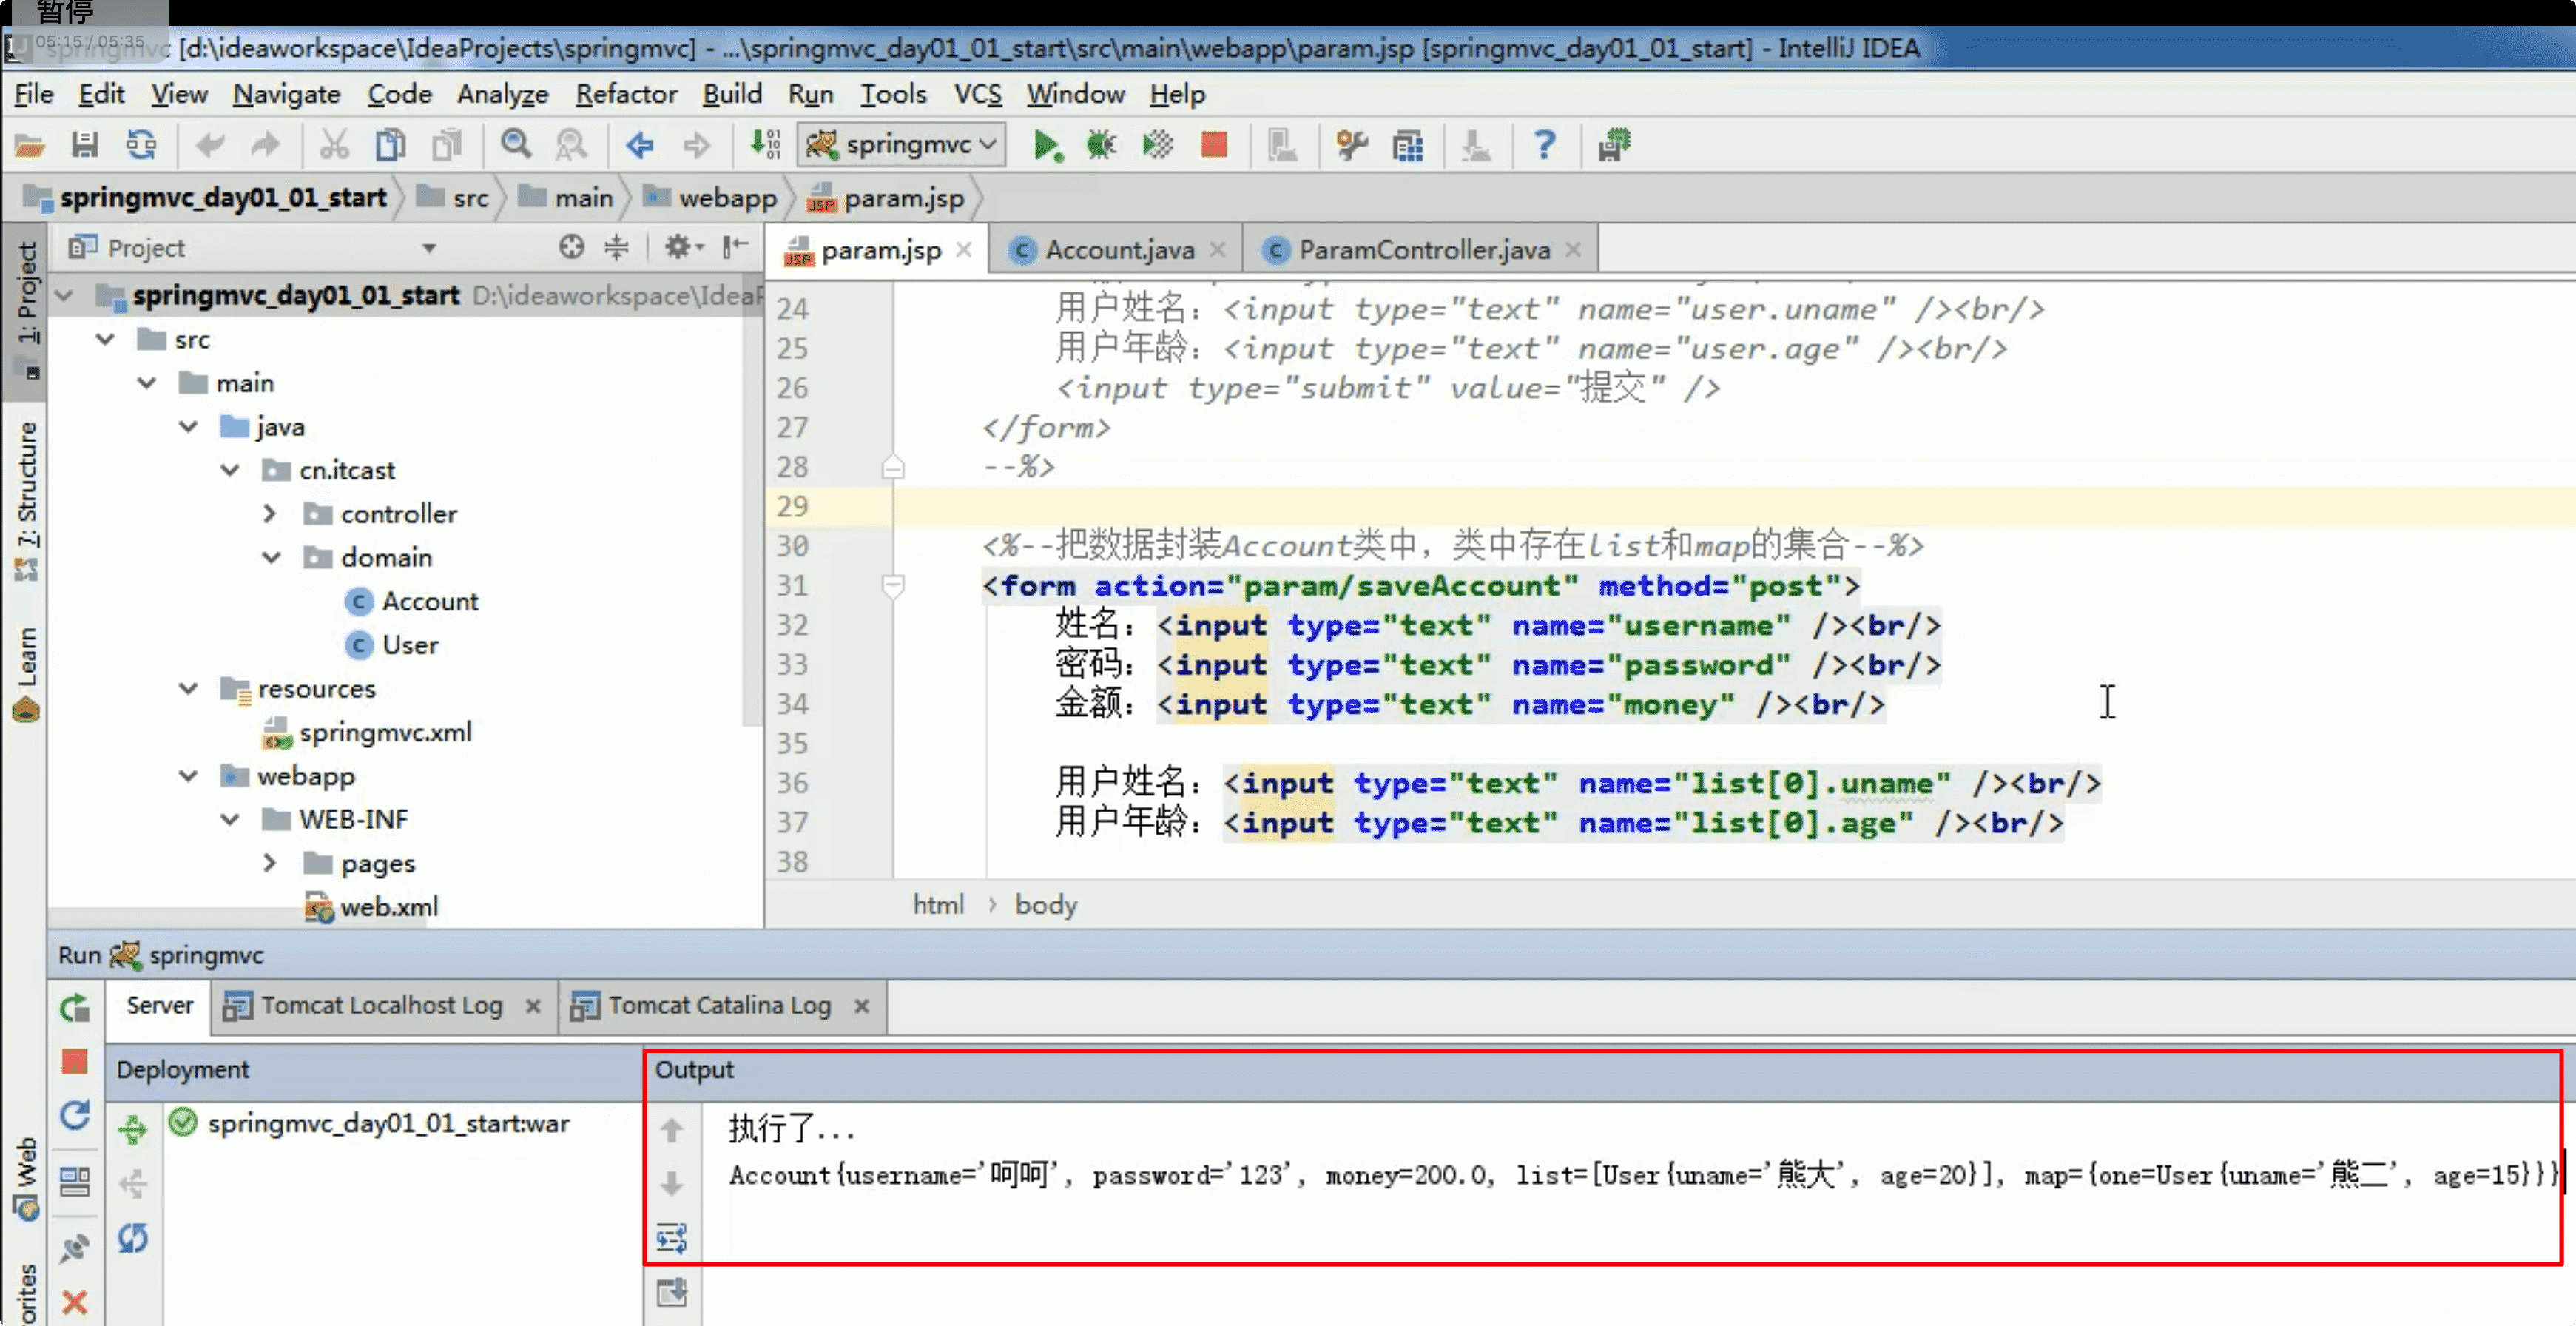 暂停
05:15 / 05:35
springmvc [d:\ideaworkspace\IdeaProjects\springmvc] - ...\springmvc_day01_01_start\src\main\webapp\param.jsp [springmvc_day01_01_start] - IntelliJ IDEA
File Edit View Navigate Code Analyze Refactor Build Run Tools VCS Window Help
springmvc
springmvc_day01_01_start src main webapp param.jsp
Project
param.jsp Account.java ParamController.java
1: Project
7: Structure
Learn
springmvc_day01_01_start D:\ideaworkspace\IdeaP
src
main
java
cn.itcast
controller
domain
Account
User
resources
springmvc.xml
webapp
WEB-INF
pages
web.xml
24 用户姓名：<input type="text" name="user.uname" /><br/>
25 用户年龄：<input type="text" name="user.age" /><br/>
26 <input type="submit" value="提交" />
27 </form>
28 --%>
29
30 <%--把数据封装Account类中，类中存在list和map的集合--%>
31 <form action="param/saveAccount" method="post">
32 姓名：<input type="text" name="username" /><br/>
33 密码：<input type="text" name="password" /><br/>
34 金额：<input type="text" name="money" /><br/>
35
36 用户姓名：<input type="text" name="list[0].uname" /><br/>
37 用户年龄：<input type="text" name="list[0].age" /><br/>
38
html › body
Run springmvc
Server Tomcat Localhost Log Tomcat Catalina Log
Deployment
springmvc_day01_01_start:war
Output
执行了...
Account{username='呵呵', password='123', money=200.0, list=[User{uname='熊大', age=20}], map={one=User{uname='熊二', age=15}}}
Web
orites